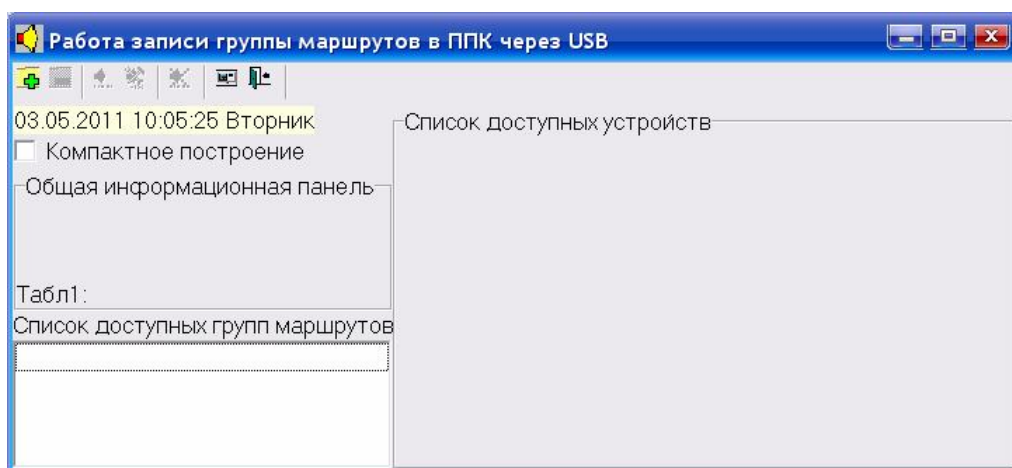 Работа записи группы маршрутов в ППК через USB
03.05.2011 10:05:25 Вторник
Компактное построение
Общая информационная панель
Табл1:
Список доступных групп маршрутов
Список доступных устройств